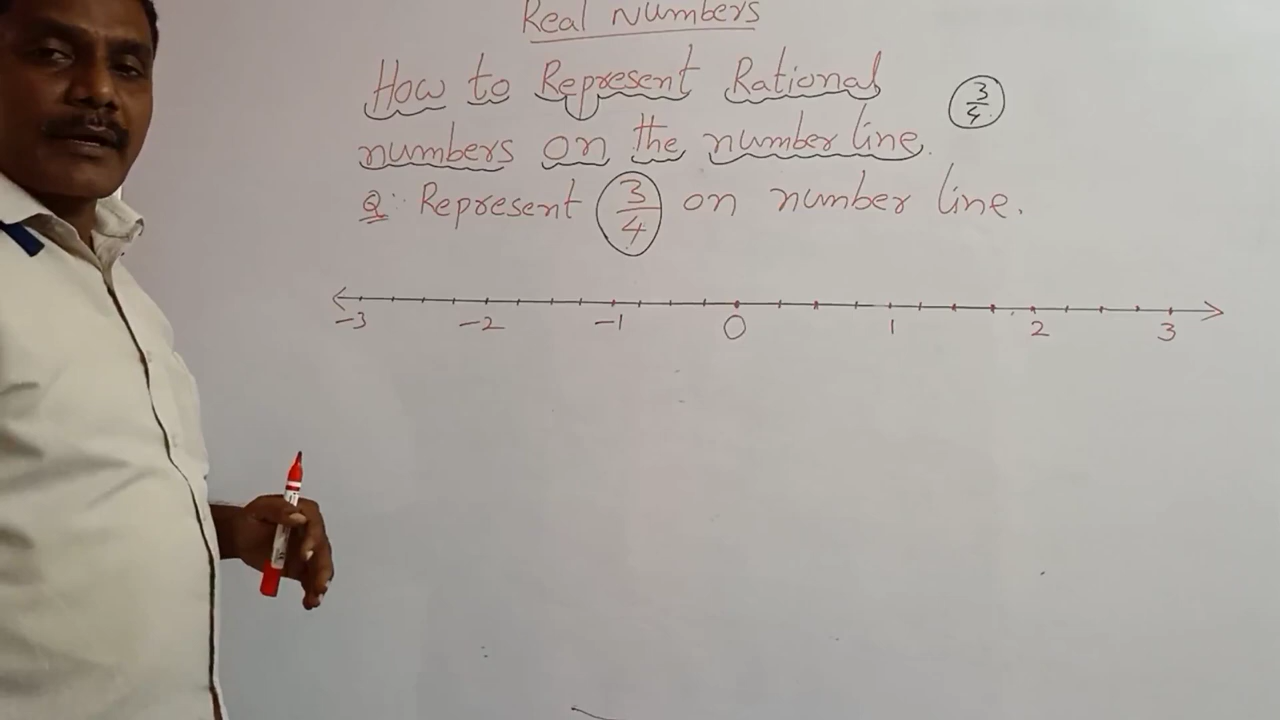 Real Numbers
How to Represent Rational
3/4
numbers on the number line.
Q: Represent 3/4 on number line.
-3 -2 -1 0 1 2 3